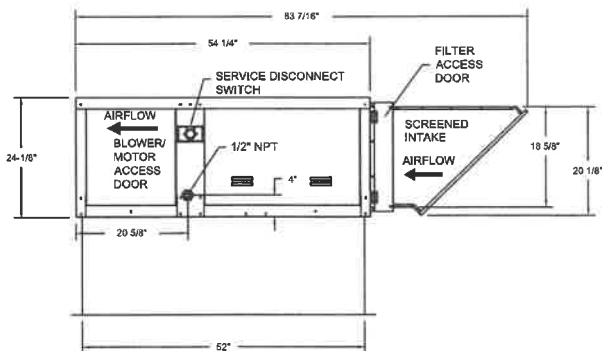 83 7/16"
54 1/4"
FILTER
ACCESS
DOOR
SERVICE DISCONNECT
SWITCH
AIRFLOW
BLOWER/
MOTOR
ACCESS
DOOR
1/2" NPT
SCREENED
INTAKE
AIRFLOW
24-1/8"
4"
18 5/8"
20 1/8"
20 5/8"
52"